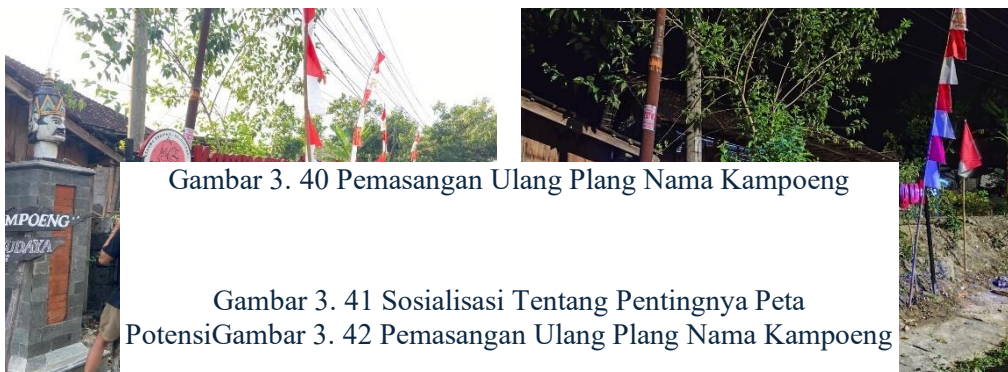 MPOENG
UDAYA
Gambar 3. 40 Pemasangan Ulang Plang Nama Kampoeng
Gambar 3. 41 Sosialisasi Tentang Pentingnya Peta
PotensiGambar 3. 42 Pemasangan Ulang Plang Nama Kampoeng